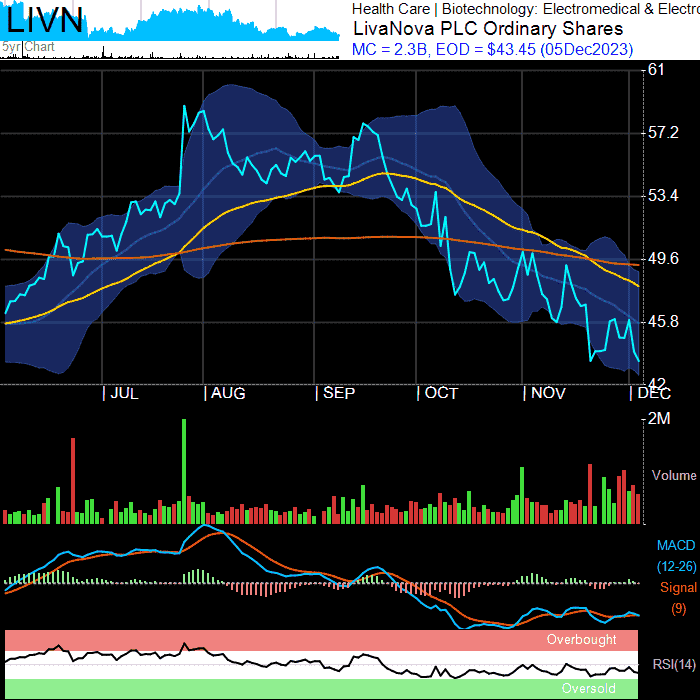 LIVN
Health Care | Biotechnology: Electromedical & Electro
LivaNova PLC Ordinary Shares
MC = 2.3B, EOD = $43.45 (05Dec2023)
5yr Chart
61
57.2
53.4
49.6
45.8
42
JUL AUG SEP OCT NOV DEC
2M
Volume
MACD
(12-26)
Signal
(9)
Overbought
RSI(14)
Oversold